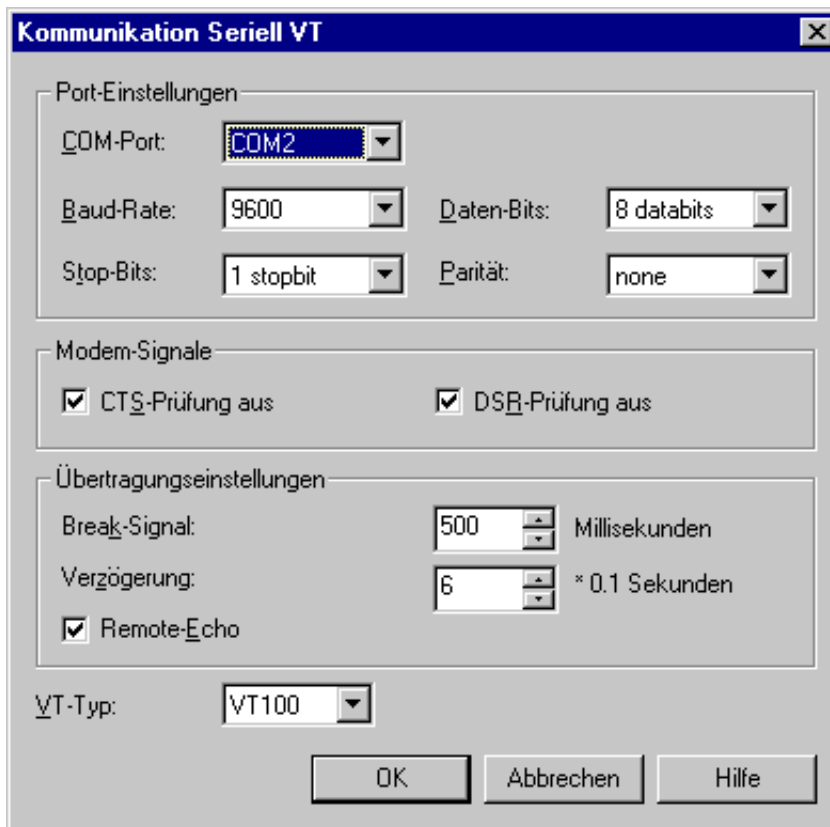 Kommunikation Seriell VT
Port-Einstellungen
COM-Port: COM2
Baud-Rate: 9600 Daten-Bits: 8 databits
Stop-Bits: 1 stopbit Parität: none
Modem-Signale
CTS-Prüfung aus DSR-Prüfung aus
Übertragungseinstellungen
Break-Signal: 500 Millisekunden
Verzögerung: 6 * 0.1 Sekunden
Remote-Echo
VT-Typ: VT100
OK Abbrechen Hilfe